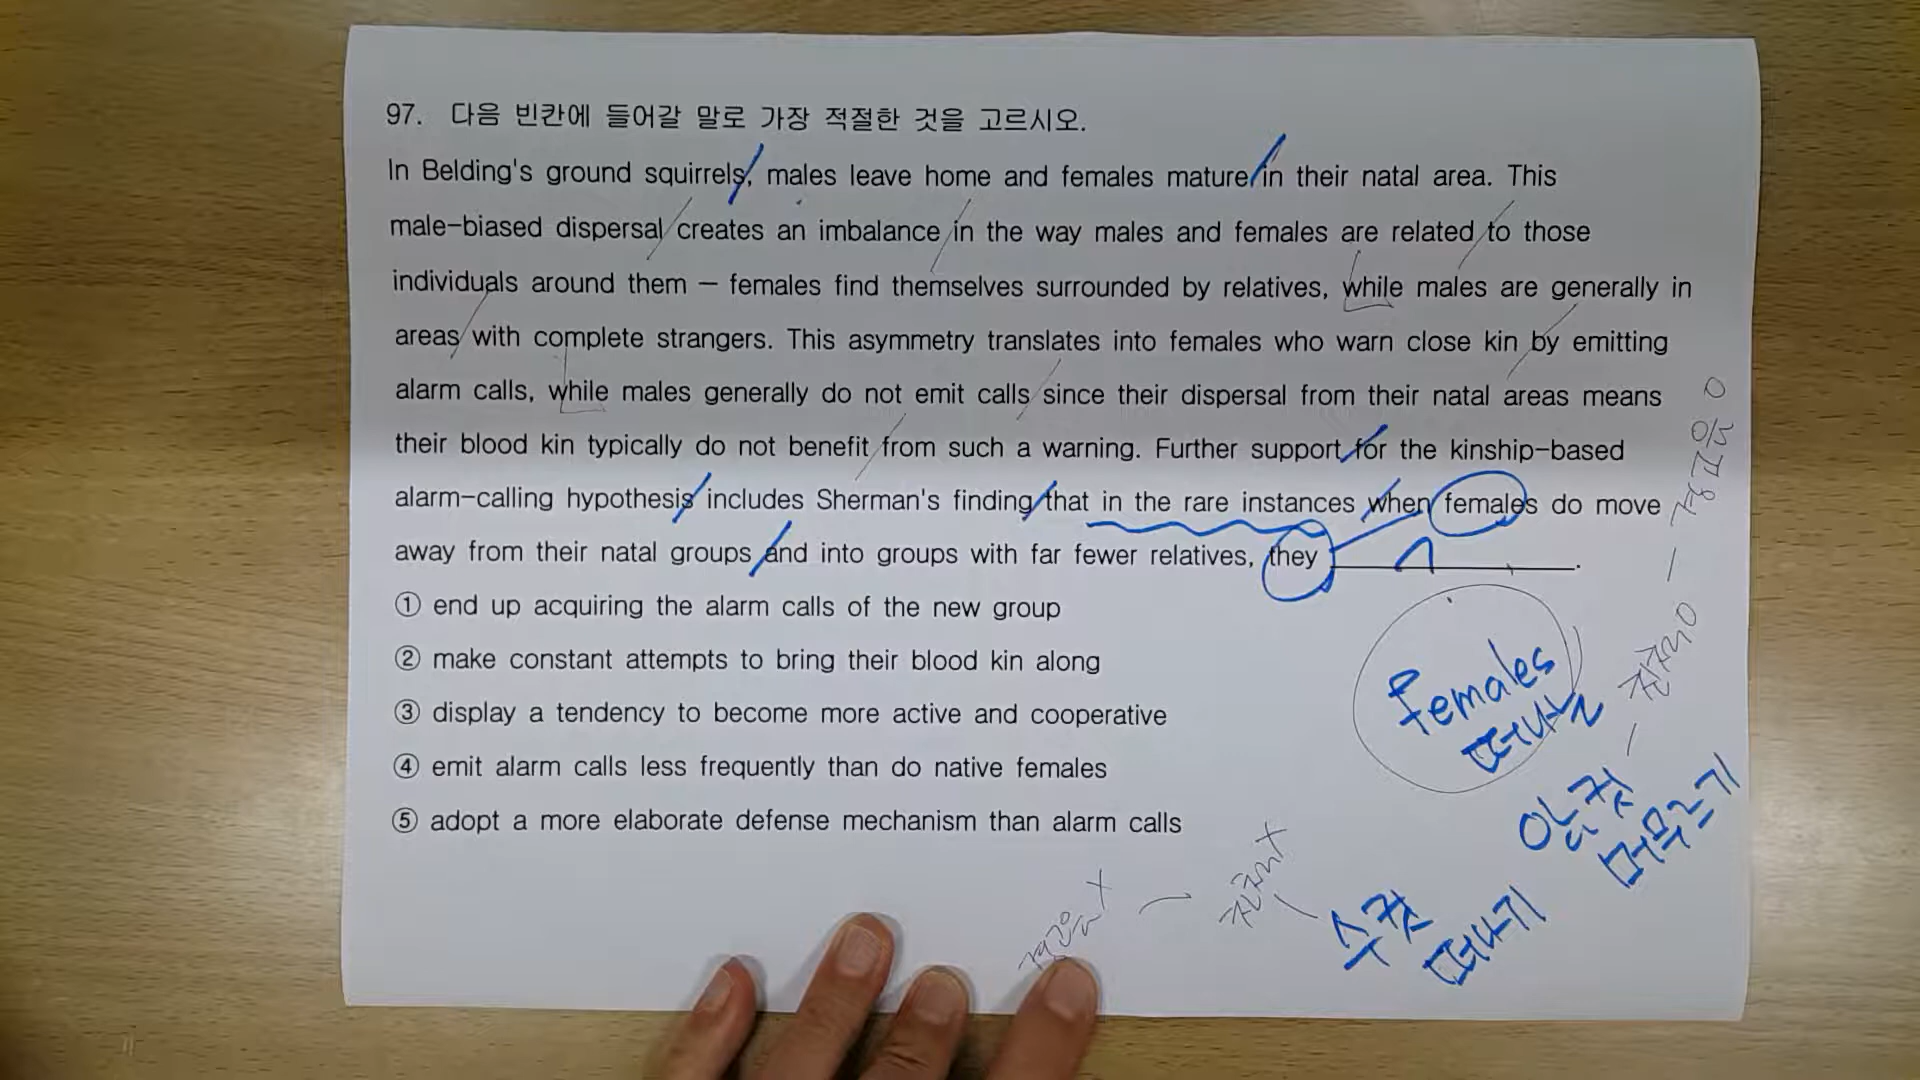 97. 다음 빈칸에 들어갈 말로 가장 적절한 것을 고르시오.
In Belding's ground squirrels, males leave home and females mature in their natal area. This
male-biased dispersal creates an imbalance in the way males and females are related to those
individuals around them – females find themselves surrounded by relatives, while males are generally in
areas with complete strangers. This asymmetry translates into females who warn close kin by emitting
alarm calls, while males generally do not emit calls since their dispersal from their natal areas means
their blood kin typically do not benefit from such a warning. Further support for the kinship-based
alarm-calling hypothesis includes Sherman's finding that in the rare instances when females do move
away from their natal groups and into groups with far fewer relatives, they
① end up acquiring the alarm calls of the new group
② make constant attempts to bring their blood kin along
③ display a tendency to become more active and cooperative
④ emit alarm calls less frequently than do native females
⑤ adopt a more elaborate defense mechanism than alarm calls
females
떠나
암컷
머무르기
수컷
떠나기